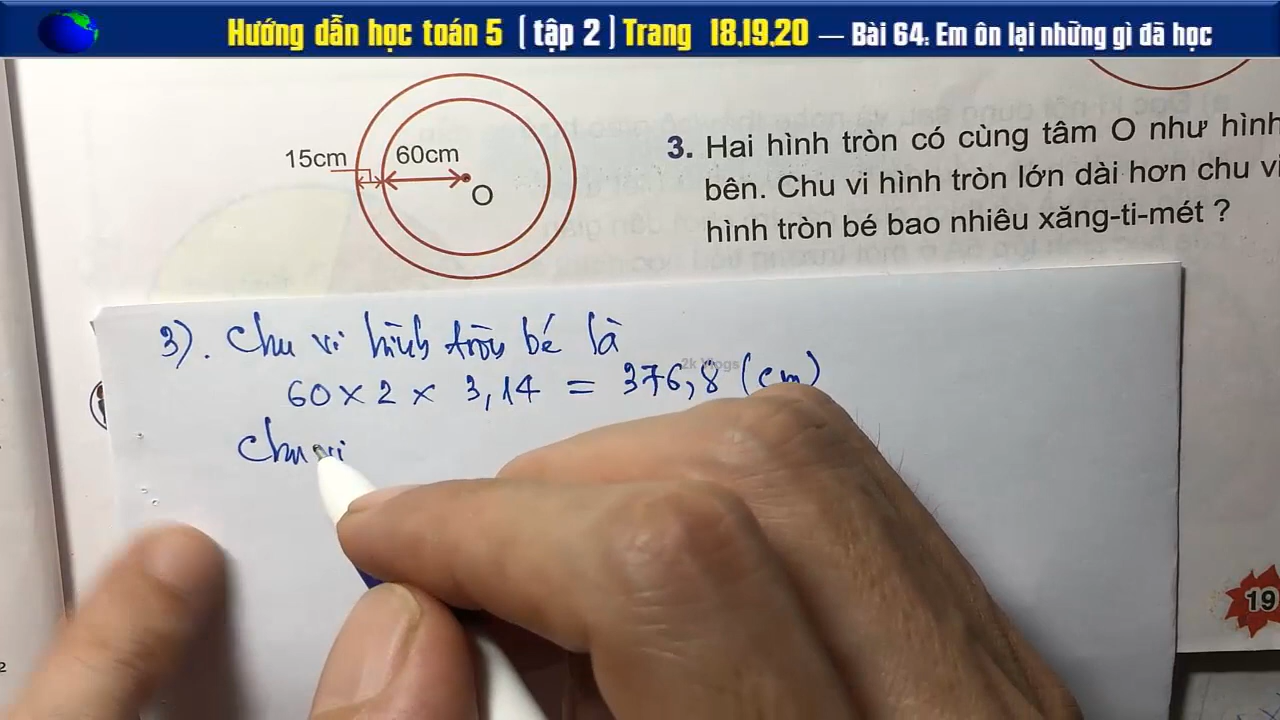 Hướng dẫn học toán 5 ( tập 2 ) Trang 18,19,20 — Bài 64: Em ôn lại những gì đã học
15cm
60cm
O
3. Hai hình tròn có cùng tâm O như hình
bên. Chu vi hình tròn lớn dài hơn chu vi
hình tròn bé bao nhiêu xăng-ti-mét ?
3). Chu vi hình tròn bé là
2k Vlogs
60 x 2 x 3,14 = 376,8 (cm)
Chu vi
19
2